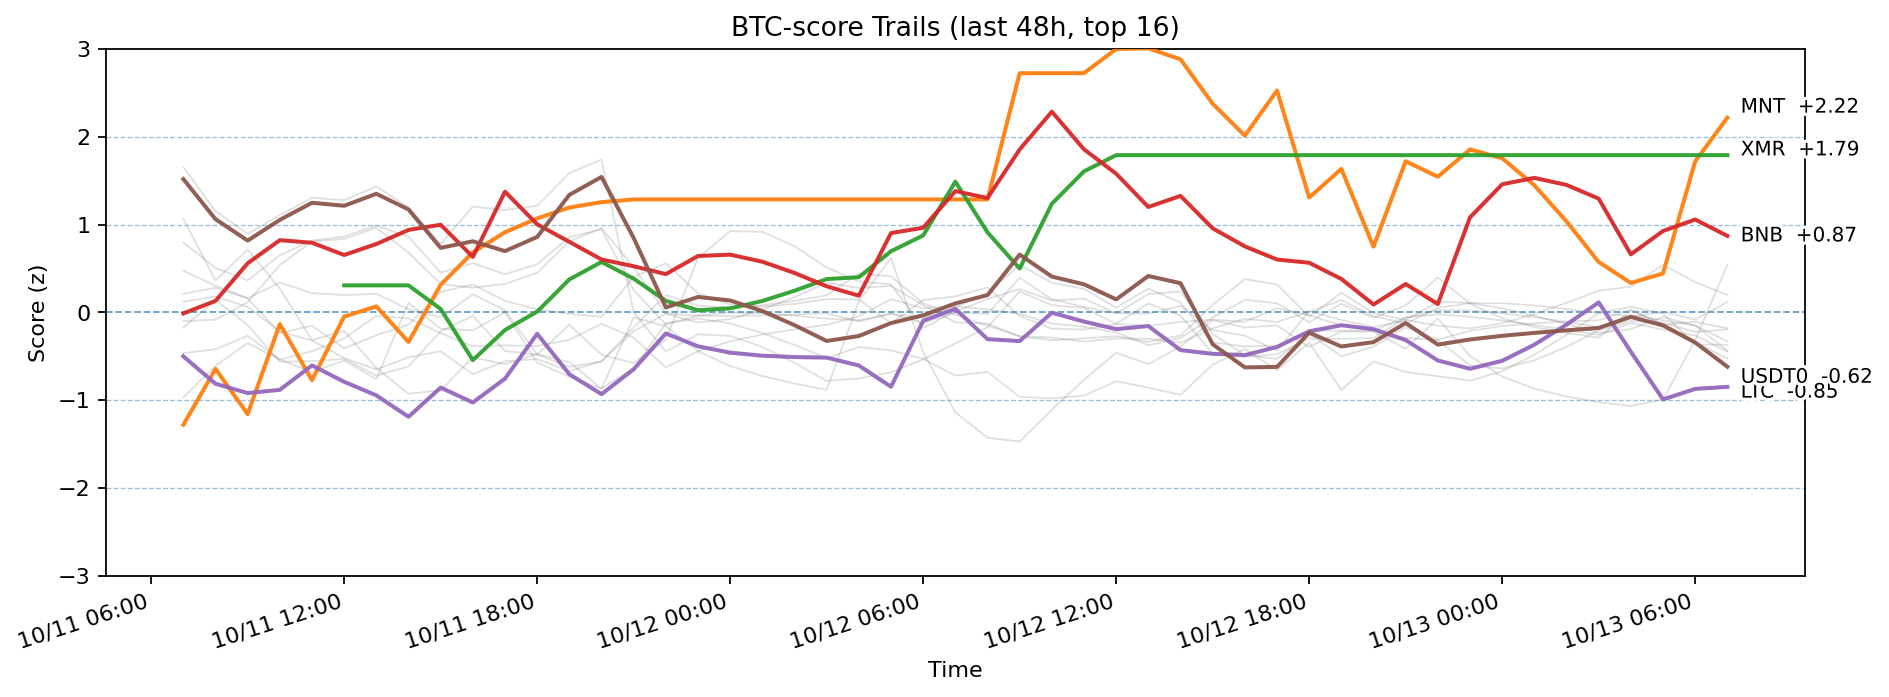 BTC-score Trails (last 48h, top 16)
Score (z)
3
2
1
0
−1
−2
−3
MNT +2.22
XMR +1.79
BNB +0.87
USDT0 -0.62
LTC -0.85
10/11 06:00
10/11 12:00
10/11 18:00
10/12 00:00
10/12 06:00
10/12 12:00
10/12 18:00
10/13 00:00
10/13 06:00
Time